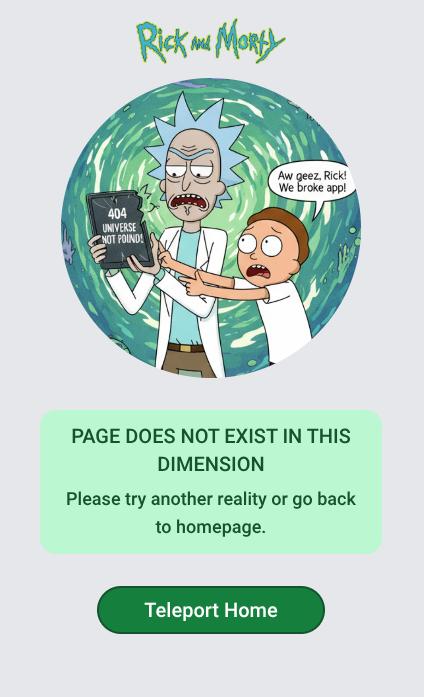 Rick and Morty
Aw geez, Rick!
We broke app!
404
UNIVERSE
NOT POUND!
PAGE DOES NOT EXIST IN THIS
DIMENSION
Please try another reality or go back
to homepage.
Teleport Home